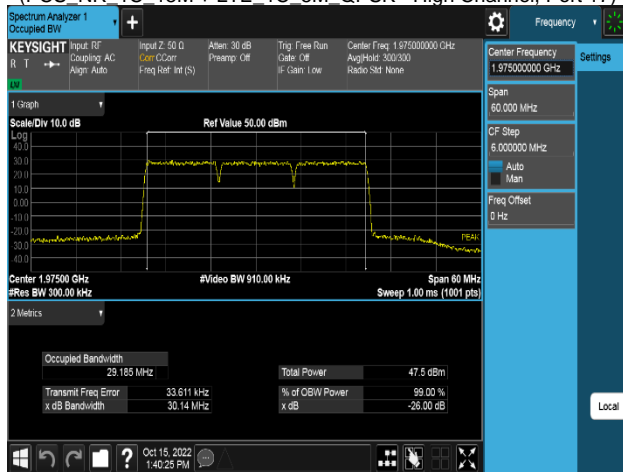 Spectrum Analyzer 1
Occupied BW
+
Frequency
KEYSIGHT
R T
Input: RF
Coupling: AC
Align: Auto
Input Z: 50 Ω
Corr CCorr
Freq Ref: Int (S)
Atten: 30 dB
Preamp: Off
Trig: Free Run
Gate: Off
IF Gain: Low
Center Freq: 1.975000000 GHz
Avg|Hold: 300/300
Radio Std: None
1 Graph
Scale/Div 10.0 dB
Ref Value 50.00 dBm
Log
40.0
30.0
20.0
10.0
0.00
-10.0
-20.0
-30.0
-40.0
PEAK
Center 1.97500 GHz
#Video BW 910.00 kHz
Span 60 MHz
#Res BW 300.00 kHz
Sweep 1.00 ms (1001 pts)
2 Metrics
Occupied Bandwidth
29.185 MHz
Total Power 47.5 dBm
Transmit Freq Error 33.611 kHz
% of OBW Power 99.00 %
x dB Bandwidth 30.14 MHz
x dB -26.00 dB
Center Frequency
1.975000000 GHz
Settings
Span
60.000 MHz
CF Step
6.000000 MHz
Auto
Man
Freq Offset
0 Hz
Local
?
Oct 15, 2022
1:40:25 PM